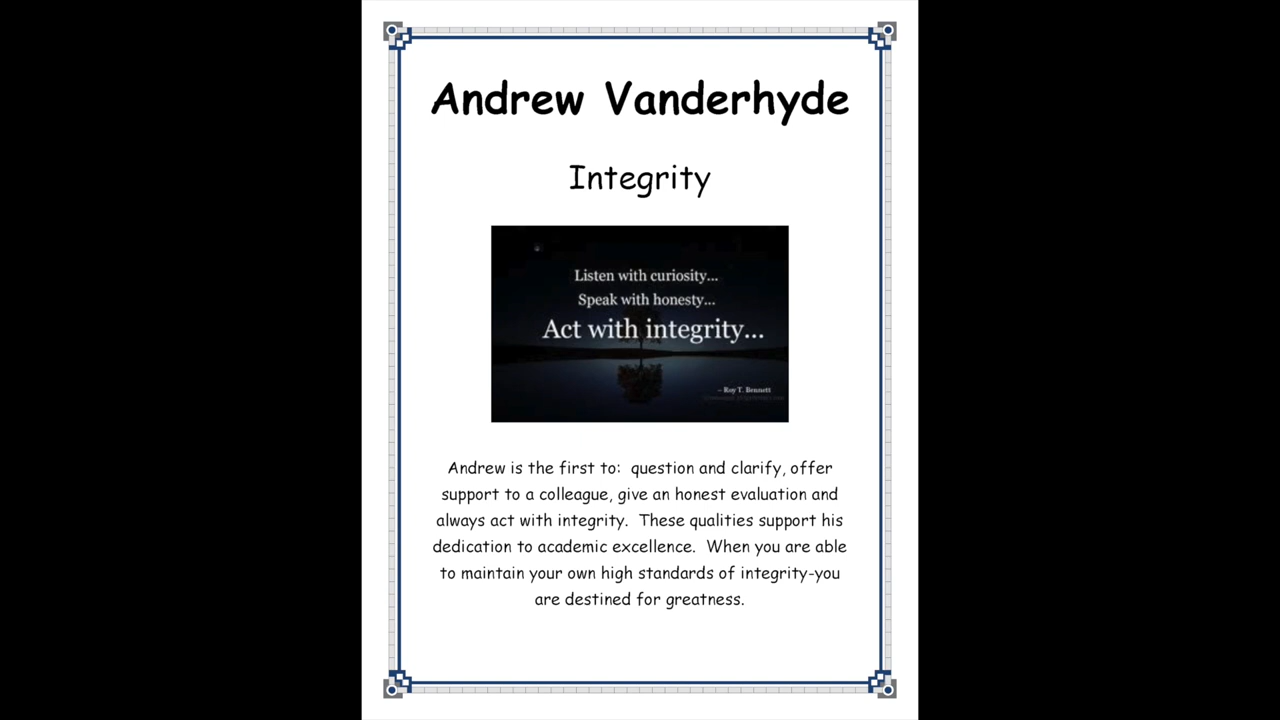 Andrew Vanderhyde
Integrity
Listen with curiosity...
Speak with honesty...
Act with integrity...
– Roy T. Bennett
Andrew is the first to:  question and clarify, offer
support to a colleague, give an honest evaluation and
always act with integrity.  These qualities support his
dedication to academic excellence.  When you are able
to maintain your own high standards of integrity-you
are destined for greatness.